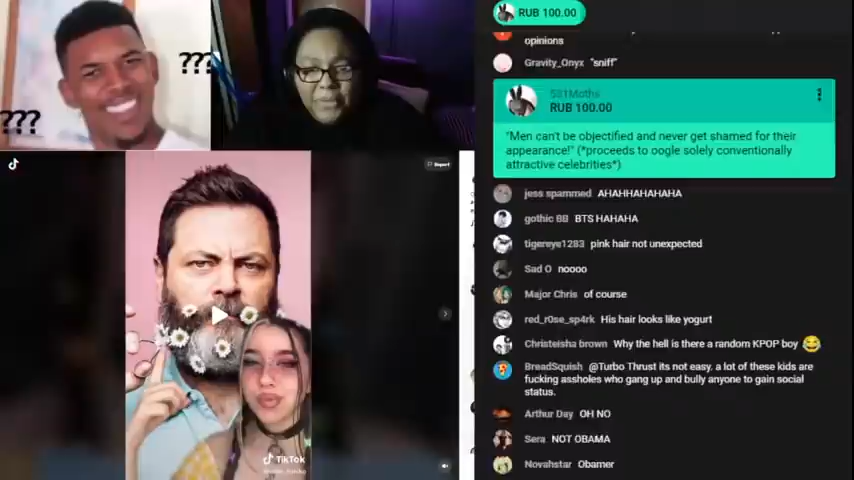 ???
???
Report
TikTok
RUB 100.00
opinions
Gravity_Onyx "sniff"
531Moths
RUB 100.00
"Men can't be objectified and never get shamed for their
appearance!" (*proceeds to oogle solely conventionally
attractive celebrities*)
jess spammed AHAHHAHAHAHA
gothic BB BTS HAHAHA
tigereye1283 pink hair not unexpected
Sad O noooo
Major Chris of course
red_r0se_sp4rk His hair looks like yogurt
Christeisha brown Why the hell is there a random KPOP boy 😂
BreadSquish @Turbo Thrust its not easy. a lot of these kids are
fucking assholes who gang up and bully anyone to gain social
status.
Arthur Day OH NO
Sera NOT OBAMA
Novahstar Obamer